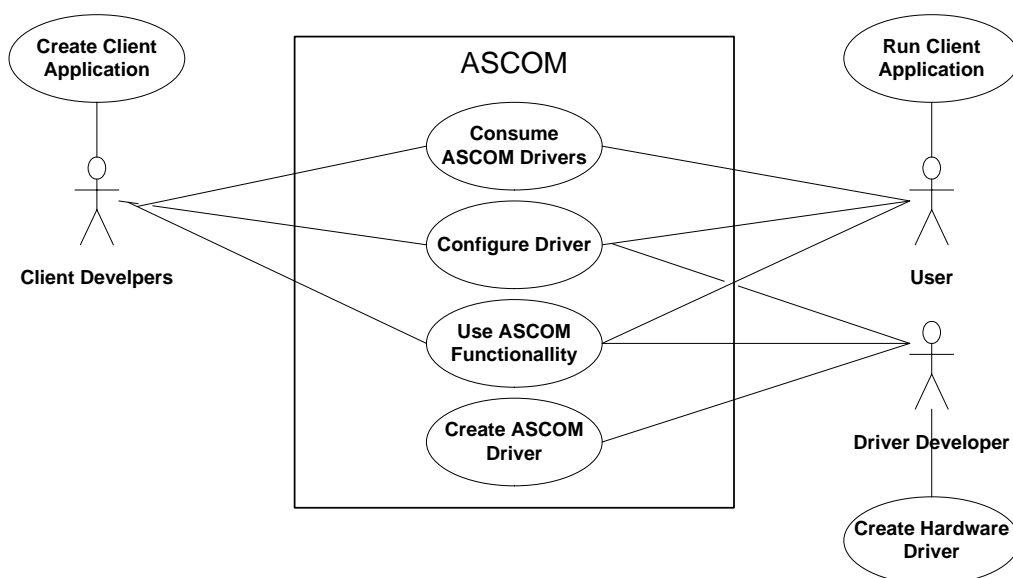 Create Client
Application
ASCOM
Run Client
Application
Consume
ASCOM Drivers
Client Develpers
Configure Driver
User
Use ASCOM
Functionallity
Create ASCOM
Driver
Driver Developer
Create Hardware
Driver